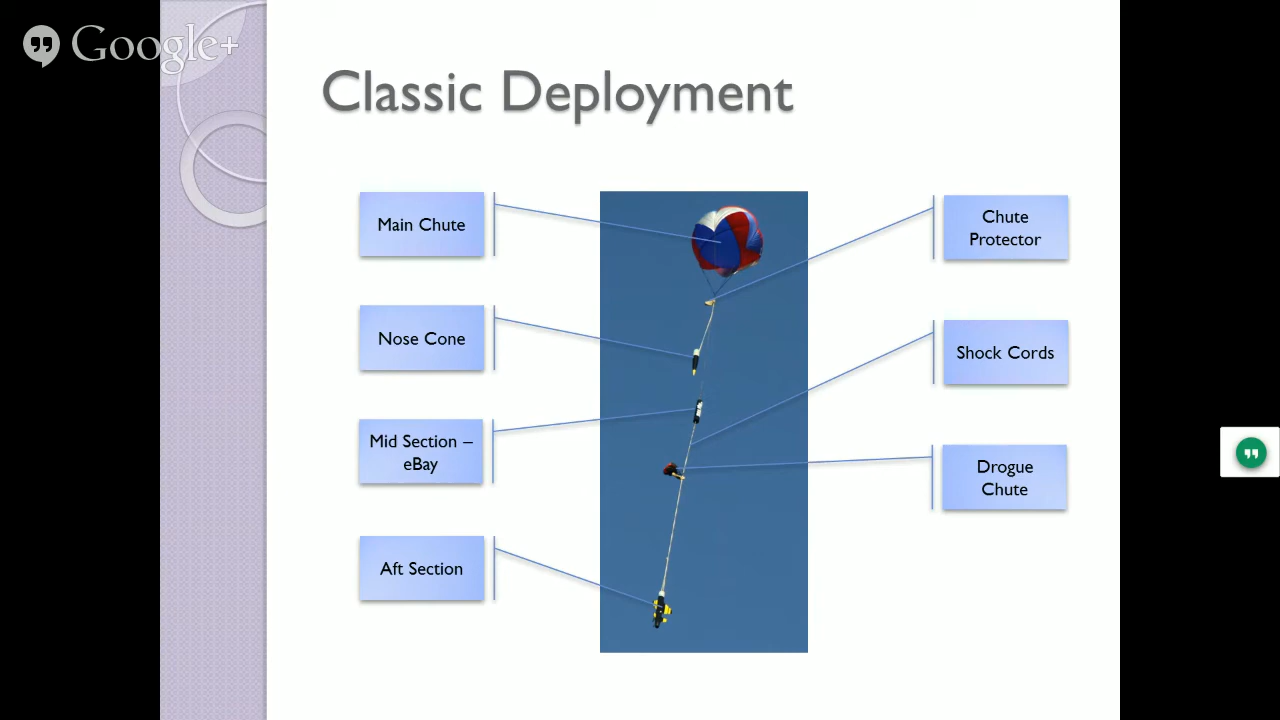 Google+
Classic Deployment
Main Chute
Nose Cone
Mid Section –
eBay
Aft Section
Chute
Protector
Shock Cords
Drogue
Chute